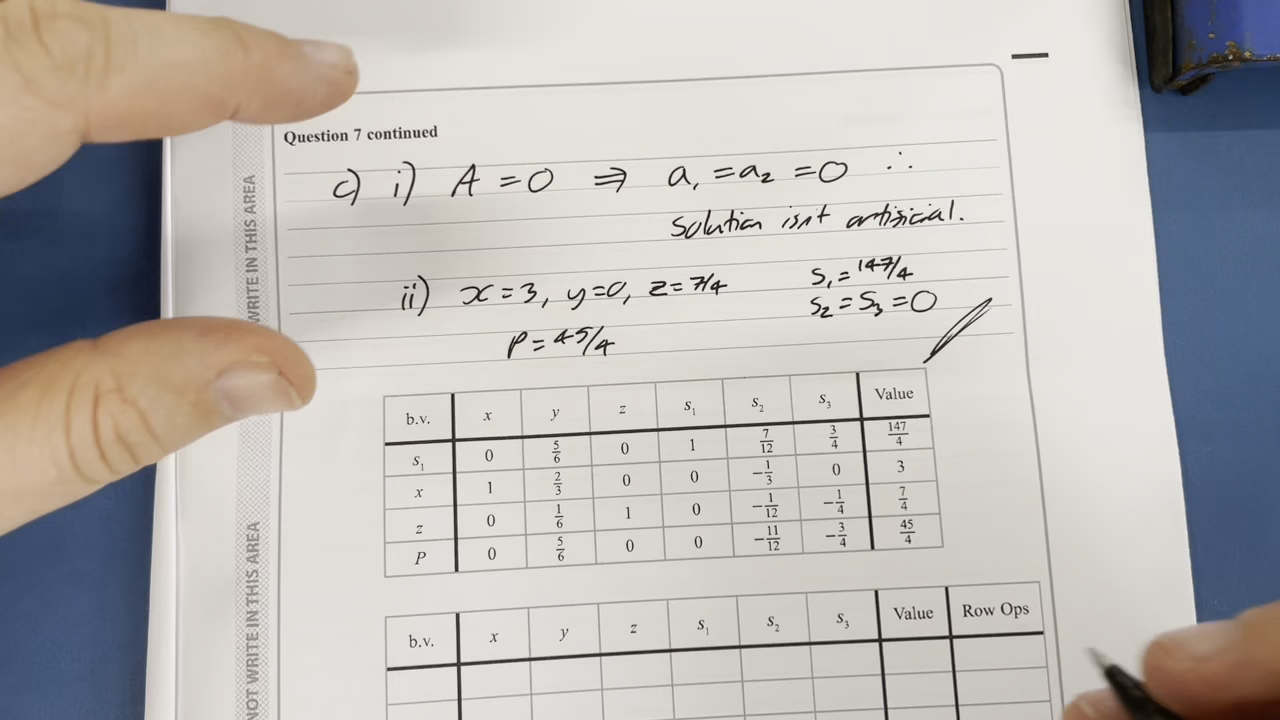 Question 7 continued
c) i) A = 0 ⇒ a₁ = a₂ = 0 ∴
Solution isn't artificial.
ii) x = 3, y = 0, z = 7/4 s₁ = 147/4
s₂ = s₃ = 0
P = 45/4
b.v. x y z s₁ s₂ s₃ Value
s₁ 0 5/6 0 1 7/12 3/4 147/4
x 1 2/3 0 0 -1/3 0 3
z 0 1/6 1 0 -1/12 -1/4 7/4
P 0 5/6 0 0 -11/12 -3/4 45/4
b.v. x y z s₁ s₂ s₃ Value Row Ops
WRITE IN THIS AREA
NOT WRITE IN THIS AREA